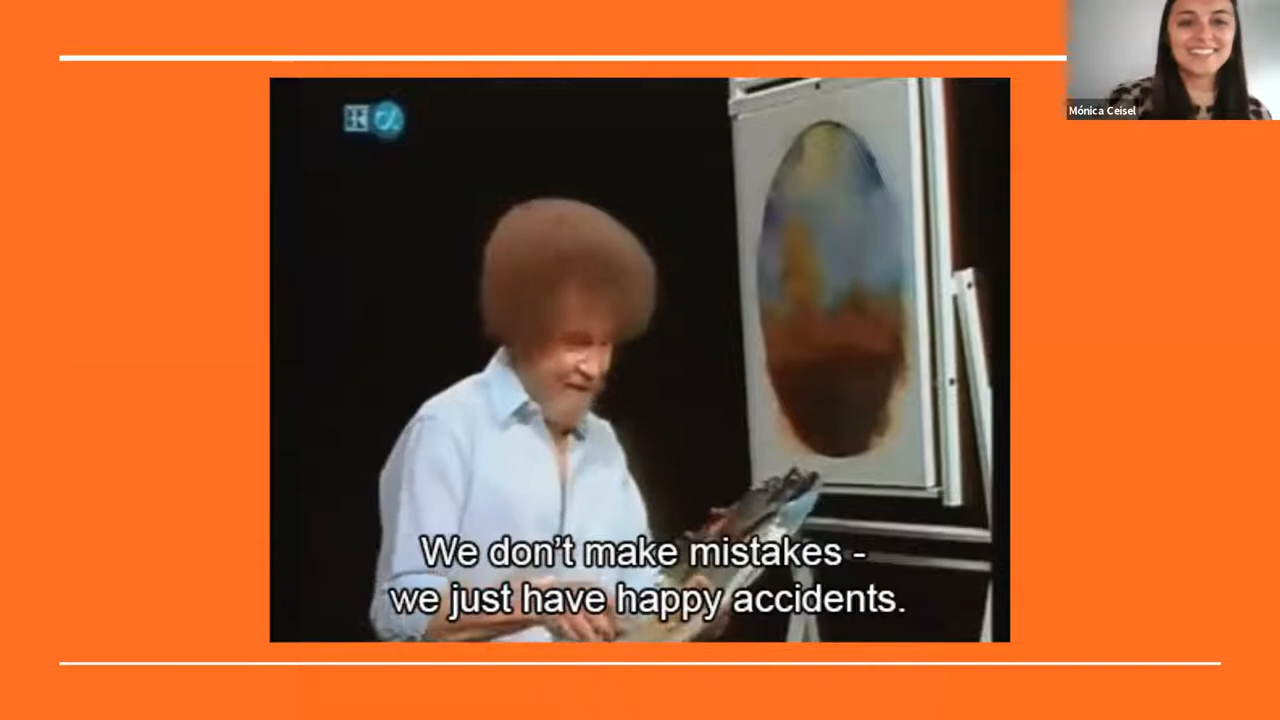 Mónica Ceisel
We don't make mistakes -
we just have happy accidents.